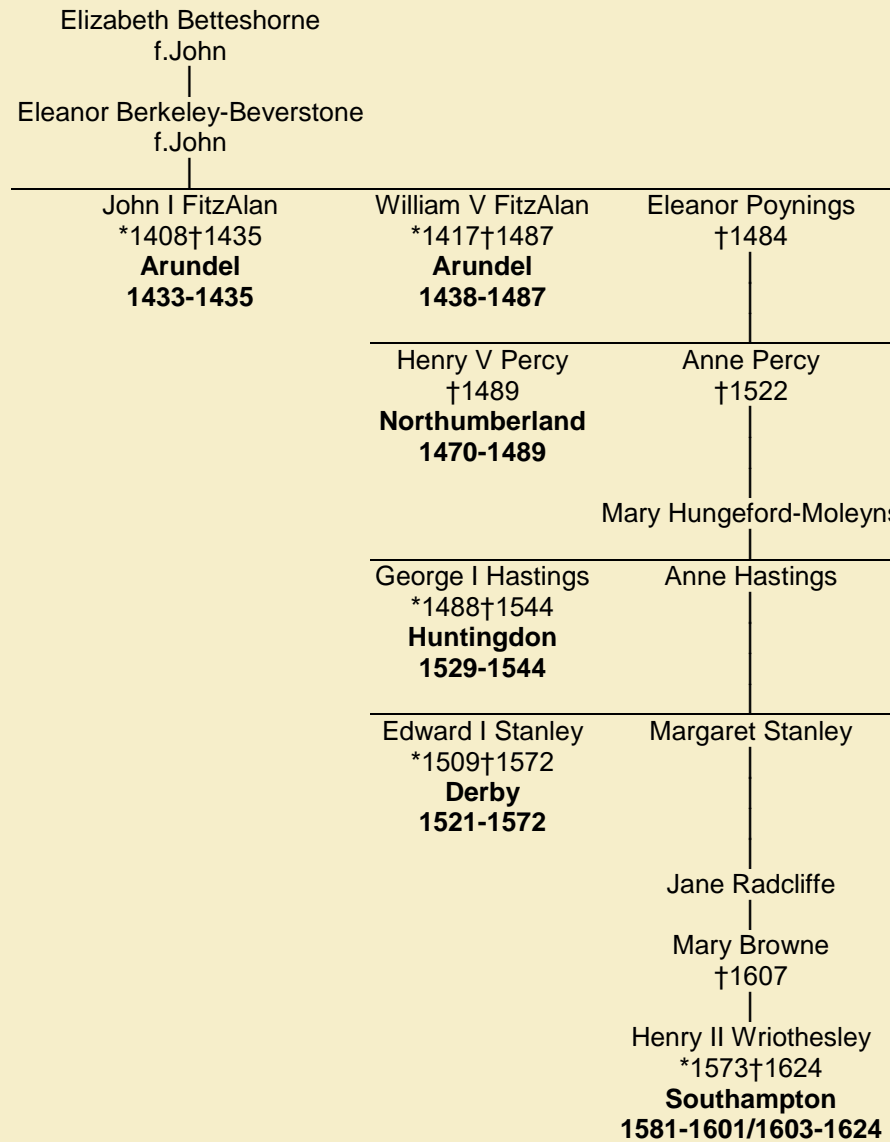 Elizabeth Betteshorne
f.John
Eleanor Berkeley-Beverstone
f.John
John I FitzAlan
*1408†1435
Arundel
1433-1435
William V FitzAlan
*1417†1487
Arundel
1438-1487
Eleanor Poynings
†1484
Henry V Percy
†1489
Northumberland
1470-1489
Anne Percy
†1522
Mary Hungeford-Moleyns
George I Hastings
*1488†1544
Huntingdon
1529-1544
Anne Hastings
Edward I Stanley
*1509†1572
Derby
1521-1572
Margaret Stanley
Jane Radcliffe
Mary Browne
†1607
Henry II Wriothesley
*1573†1624
Southampton
1581-1601/1603-1624